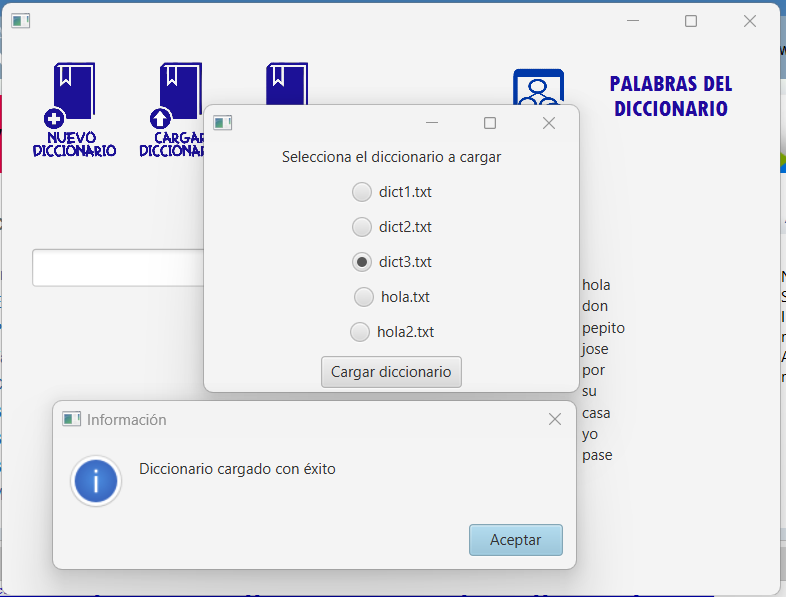 NUEVO
DICCIONARIO
CARGAR
PALABRAS DEL
DICCIONARIO
Selecciona el diccionario a cargar
dict1.txt
dict2.txt
dict3.txt
hola.txt
hola2.txt
Cargar diccionario
hola
don
pepito
jose
por
su
casa
yo
pase
Información
Diccionario cargado con éxito
Aceptar